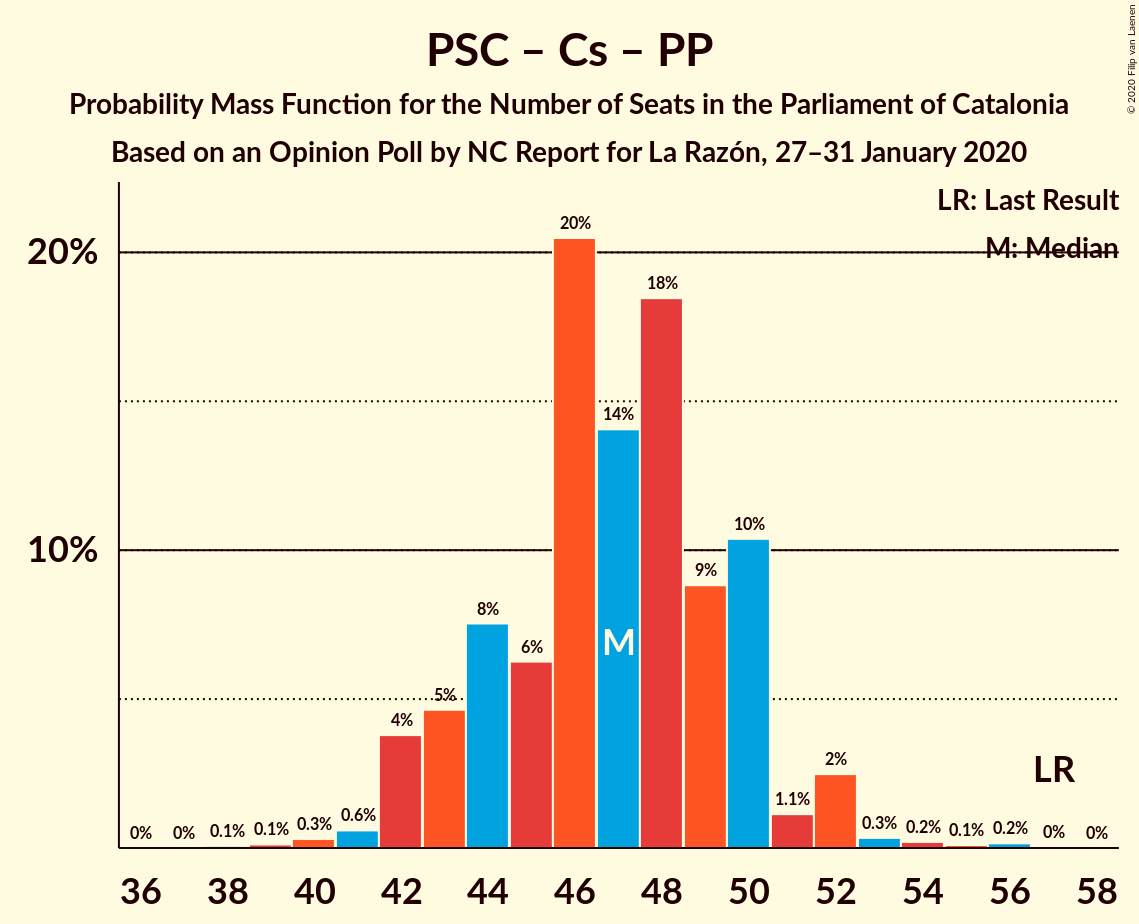 PSC – Cs – PP
Probability Mass Function for the Number of Seats in the Parliament of Catalonia
Based on an Opinion Poll by NC Report for La Razón, 27–31 January 2020
© 2020 Filip van Laenen
LR: Last Result
M: Median
20%
10%
0%
0%
0.1%
0.1%
0.3%
0.6%
4%
5%
8%
6%
20%
14%
18%
9%
10%
1.1%
2%
0.3%
0.2%
0.1%
0.2%
0%
0%
M
LR
36 38 40 42 44 46 48 50 52 54 56 58